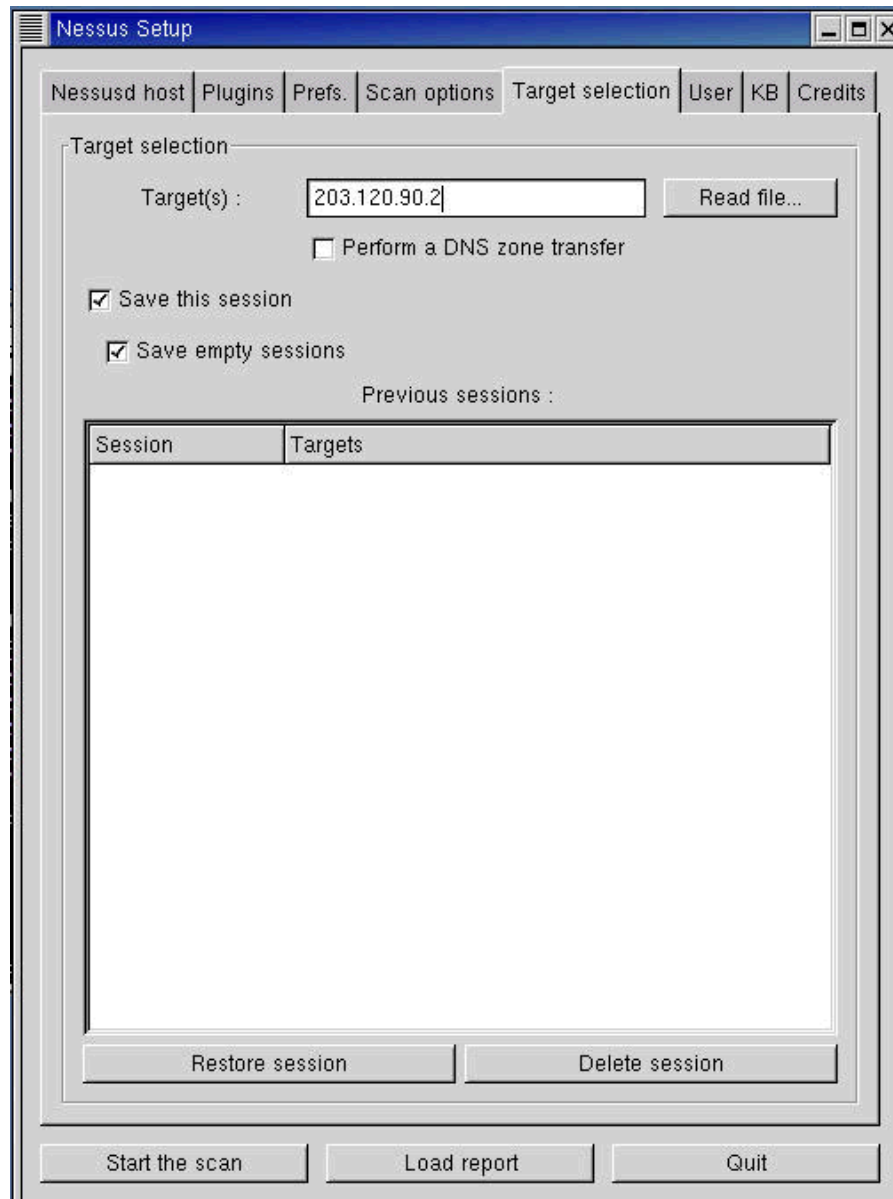 Nessus Setup
Nessusd host Plugins Prefs. Scan options Target selection User KB Credits
Target selection
Target(s) : 203.120.90.2 Read file...
Perform a DNS zone transfer
Save this session
Save empty sessions
Previous sessions :
Session Targets
Restore session Delete session
Start the scan Load report Quit